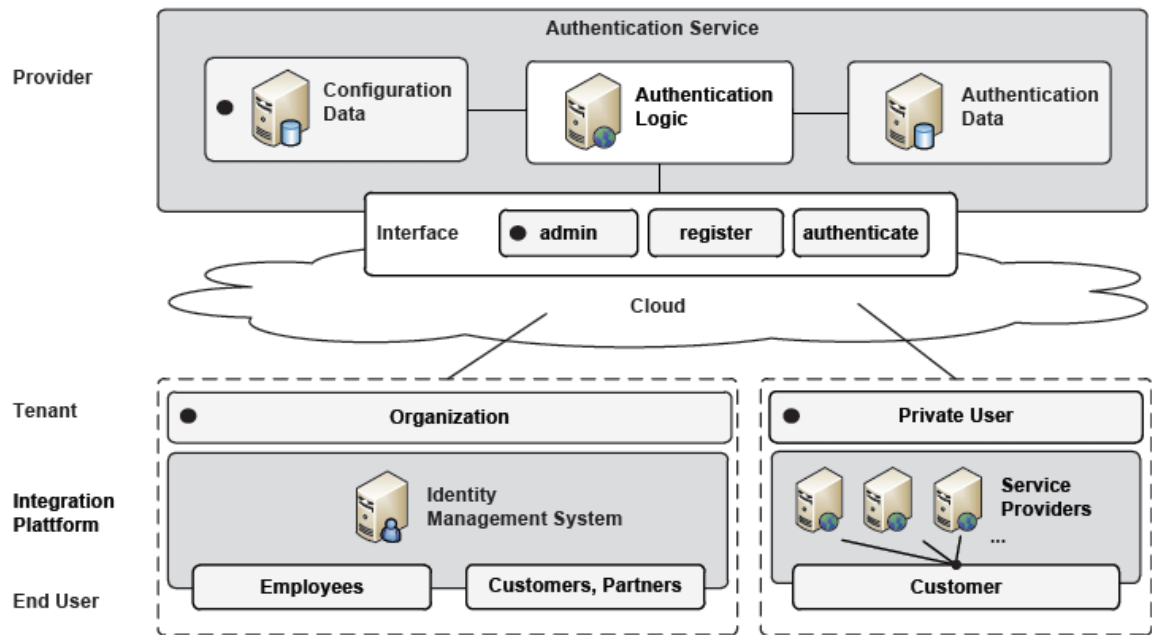 Authentication Service
Provider
Configuration
Data
Authentication
Logic
Authentication
Data
Interface
admin
register
authenticate
Cloud
Tenant
Organization
Private User
Integration
Plattform
Identity
Management System
Service
Providers
...
End User
Employees
Customers, Partners
Customer